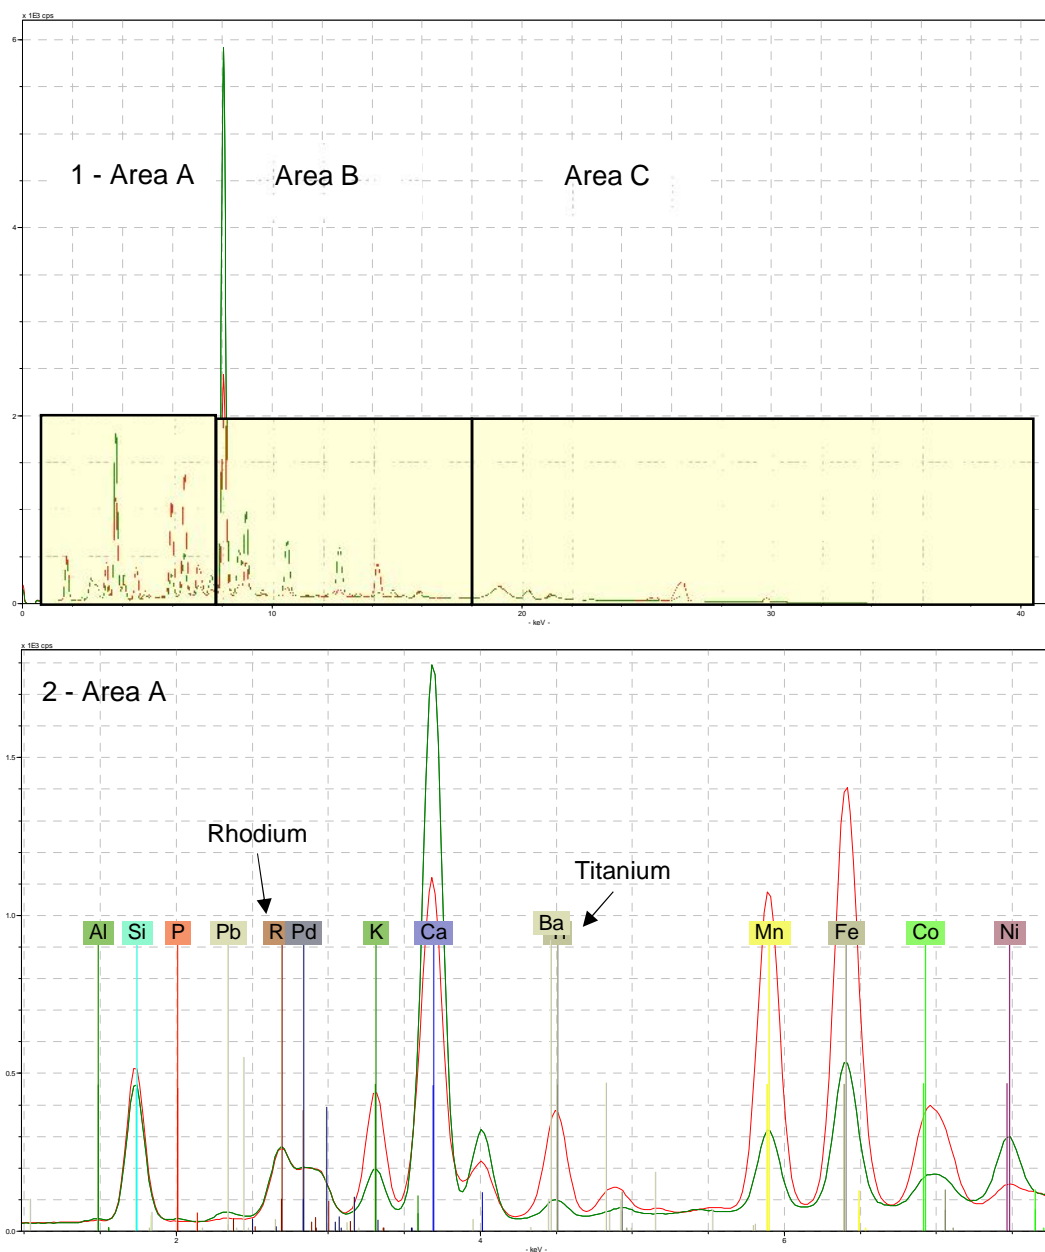 x 1E3 cps
6
1 - Area A
Area B
Area C
4
2
0
0
10
20
30
40
- keV -
x 1E3 cps
2 - Area A
1.5
Rhodium
Titanium
1.0
Al
Si
P
Pb
R
Pd
K
Ca
Ba
Mn
Fe
Co
Ni
0.5
0.0
2
4
6
- keV -